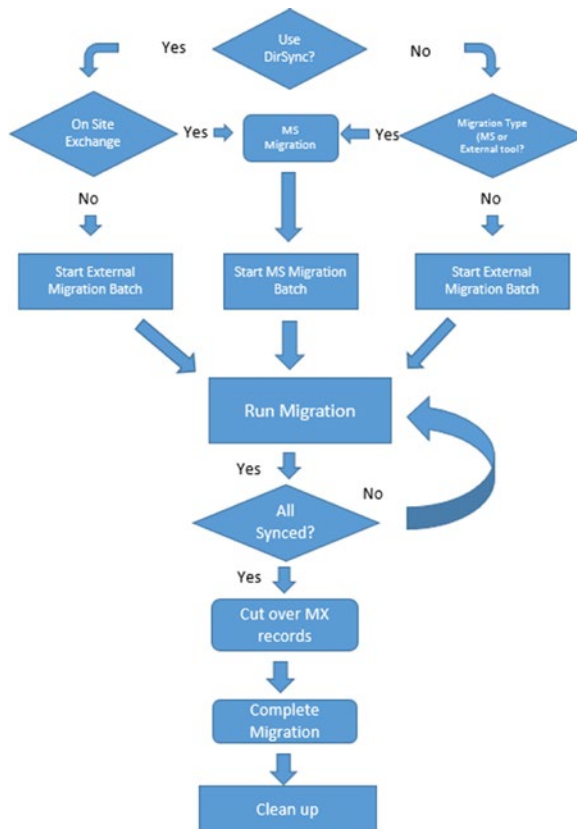 Yes
Use
DirSync?
No
On Site
Exchange
Yes
MS
Migration
Yes
Migration Type
(MS or
External tool?
No
No
Start External
Migration Batch
Start MS Migration
Batch
Start External
Migration Batch
Run Migration
Yes
No
All
Synced?
Yes
Cut over MX
records
Complete
Migration
Clean up